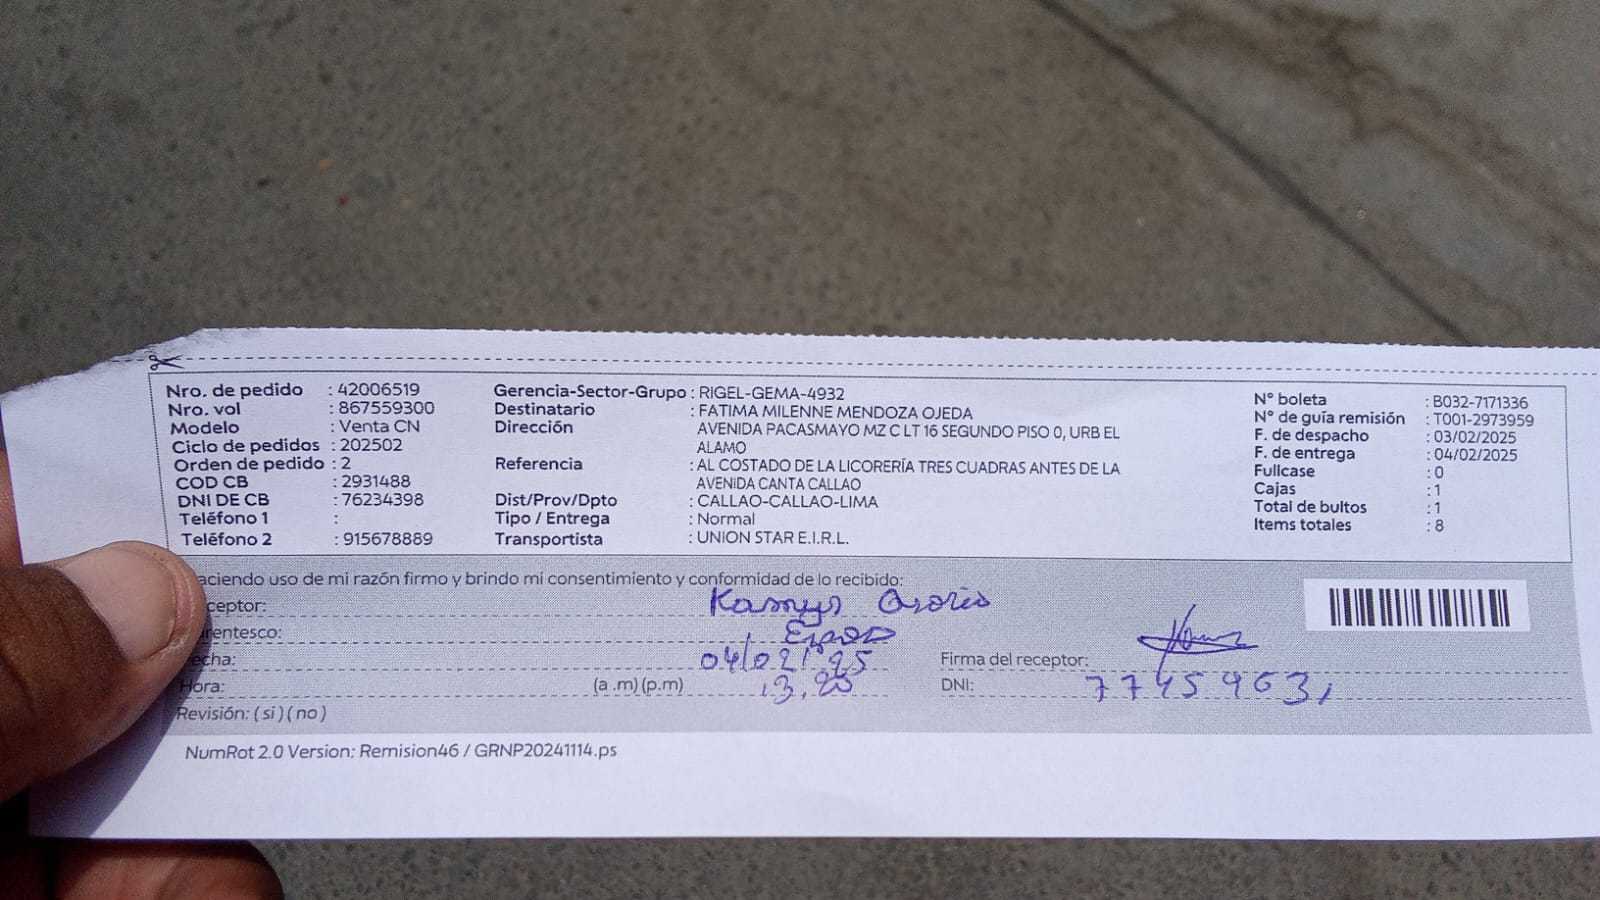 Nro. de pedido : 42006519 Gerencia-Sector-Grupo : RIGEL-GEMA-4932 N° boleta : B032-7171336
Nro. vol : 867559300 Destinatario : FATIMA MILENNE MENDOZA OJEDA N° de guía remisión : T001-2973959
Modelo : Venta CN Dirección AVENIDA PACASMAYO MZ C LT 16 SEGUNDO PISO 0, URB EL F. de despacho : 03/02/2025
Ciclo de pedidos : 202502 ALAMO F. de entrega : 04/02/2025
Orden de pedido : 2 Referencia : AL COSTADO DE LA LICORERÍA TRES CUADRAS ANTES DE LA Fullcase : 0
COD CB : 2931488 AVENIDA CANTA CALLAO Cajas : 1
DNI DE CB : 76234398 Dist/Prov/Dpto : CALLAO-CALLAO-LIMA Total de bultos : 1
Teléfono 1 : Tipo / Entrega : Normal Items totales : 8
Teléfono 2 : 915678889 Transportista : UNION STAR E.I.R.L.
aciendo uso de mi razón firmo y brindo mi consentimiento y conformidad de lo recibido:
ceptor: Osorio
rentesco:
echa: 04/02/25 Firma del receptor:
Hora: (a .m) (p.m) 13,20 DNI:
Revisión: ( si ) ( no )
NumRot 2.0 Version: Remision46 / GRNP20241114.ps